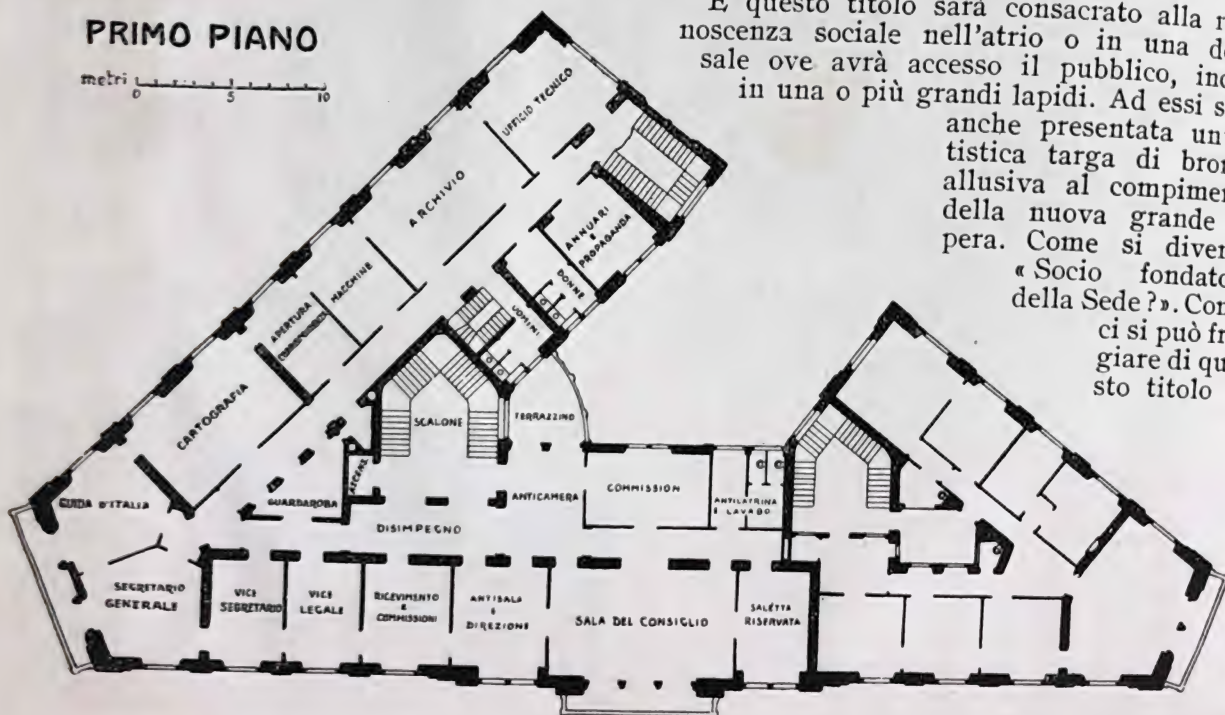 PRIMO PIANO
metri
0 5 10
E questo titolo sarà consacrato alla r
noscenza sociale nell'atrio o in una de
sale ove avrà accesso il pubblico, inc
in una o più grandi lapidi. Ad essi s
anche presentata un'
tistica targa di bron
allusiva al compimen
della nuova grande
pera. Come si diven
« Socio fondato
della Sede?». Con
ci si può fr
giare di qu
sto titolo
UFFICIO TECNICO
ARCHIVIO
ANNUARI
E
PROPAGANDA
MACCHINE
DONNE
UOMINI
APERTURA
CARTOGRAFIA
SCALONE
TERRAZZINO
ASCENS.
GUIDA D'ITALIA
GUARDAROBA
ANTICAMERA
COMMISSION
ANTILATRINA
E LAVABO
DISIMPEGNO
SEGRETARIO
GENERALE
VICE
SEGRETARIO
VICE
LEGALE
RICEVIMENTO
E
COMMISSIONI
ANTISALA
E
DIREZIONE
SALA DEL CONSIGLIO
SALETTA
RISERVATA